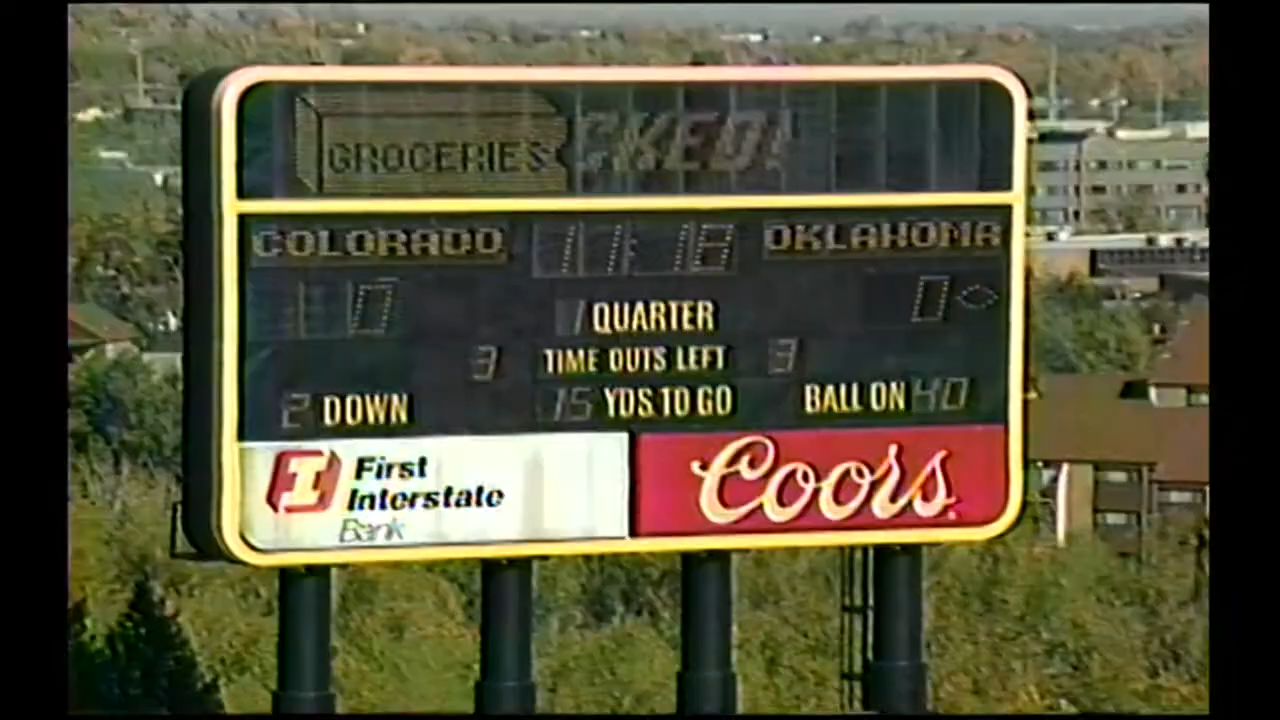 GROCERIES CKED!
COLORADO 11:18 OKLAHOMA
0 0
1 QUARTER
3 TIME OUTS LEFT 3
2 DOWN 15 YDS. TO GO BALL ON 40
First
Interstate
Bank
Coors